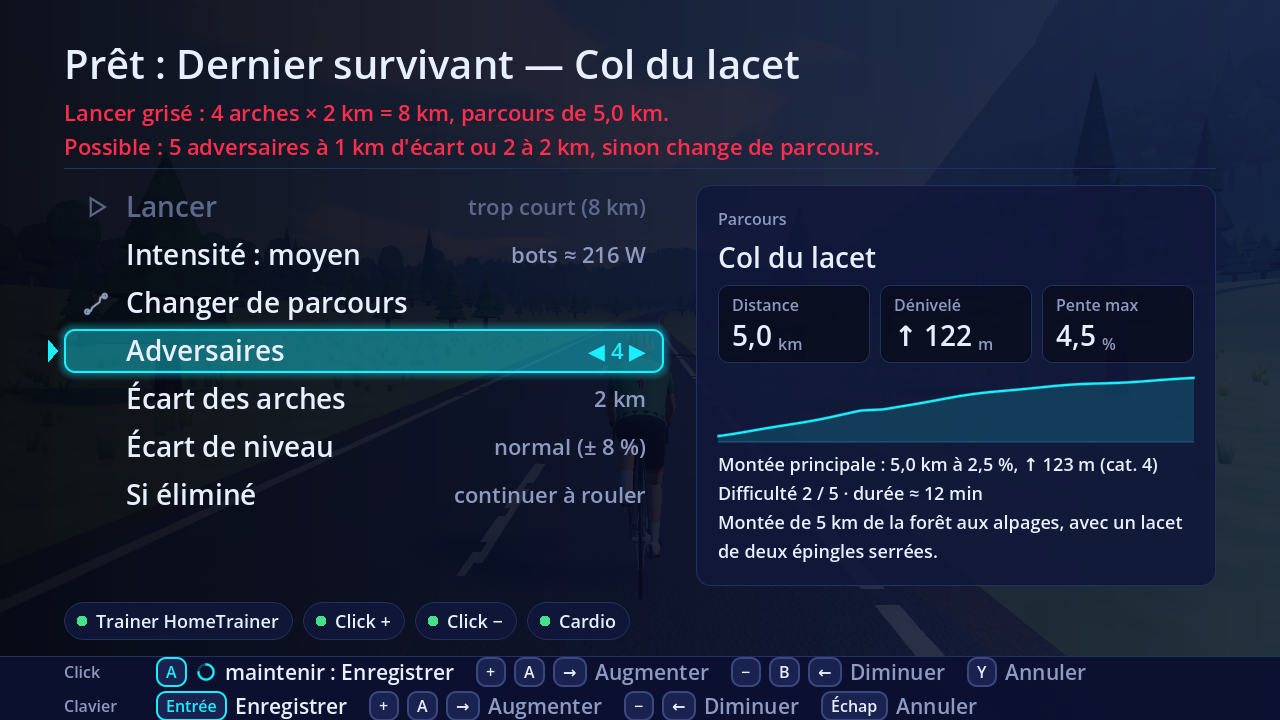 Prêt : Dernier survivant — Col du lacet
Lancer grisé : 4 arches × 2 km = 8 km, parcours de 5,0 km.
Possible : 5 adversaires à 1 km d'écart ou 2 à 2 km, sinon change de parcours.
Lancer trop court (8 km)
Intensité : moyen bots ≈ 216 W
Changer de parcours
Adversaires ◀ 4 ▶
Écart des arches 2 km
Écart de niveau normal (± 8 %)
Si éliminé continuer à rouler
Parcours
Col du lacet
Distance Dénivelé Pente max
5,0 km ↑ 122 m 4,5 %
Montée principale : 5,0 km à 2,5 %, ↑ 123 m (cat. 4)
Difficulté 2 / 5 · durée ≈ 12 min
Montée de 5 km de la forêt aux alpages, avec un lacet
de deux épingles serrées.
Trainer HomeTrainer Click + Click − Cardio
Click A maintenir : Enregistrer + A → Augmenter − B ← Diminuer Y Annuler
Clavier Entrée Enregistrer + A → Augmenter − ← Diminuer Échap Annuler